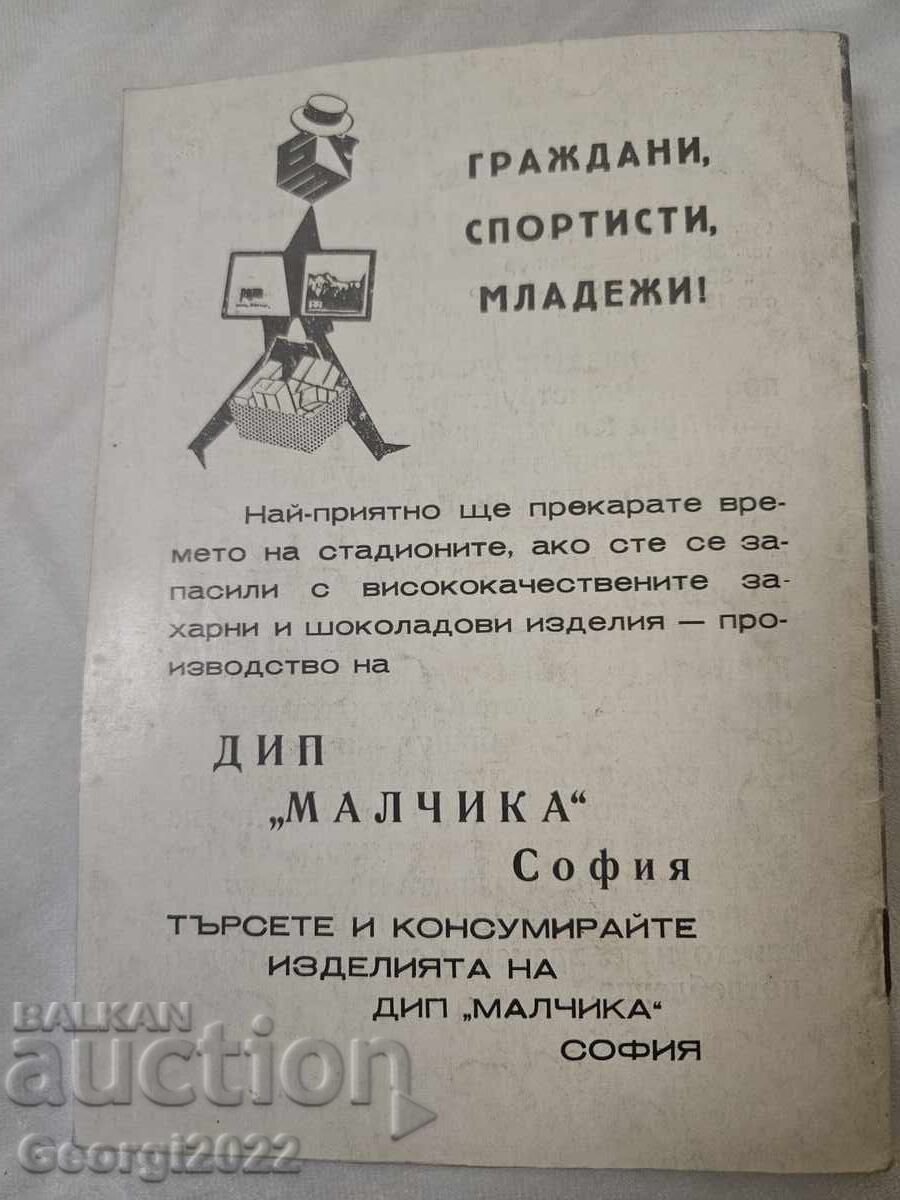 ГРАЖДАНИ,
СПОРТИСТИ,
МЛАДЕЖИ!
Най-приятно ще прекарате вре-
мето на стадионите, ако сте се за-
пасили с висококачествените за-
харни и шоколадови изделия — про-
изводство на
ДИП
„МАЛЧИКА“
София
ТЪРСЕТЕ И КОНСУМИРАЙТЕ
ИЗДЕЛИЯТА НА
ДИП „МАЛЧИКА“
СОФИЯ
BALKAN
auction
Georgi2022